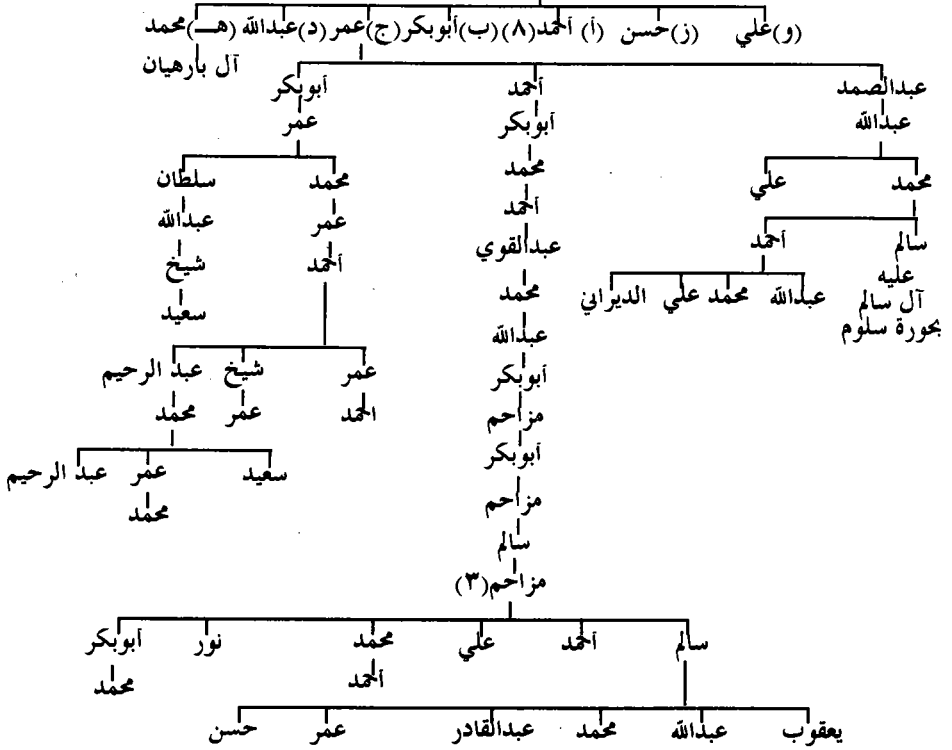 (و)علي (ز)حسن (أ) أحمد(٨)(ب)أبوبكر(ج)عمر(د)عبدالله(هـ)محمد
آل بارهيان
عبدالصمد أحمد أبوبكر
عبدالله أبوبكر عمر
محمد علي محمد محمد سلطان
أحمد عمر عبدالله
سالم أحمد عبدالقوي
عليه أحمد شيخ
آل سالم عبدالله محمد علي الديراني محمد سعيد
بحورة سلوم عبدالله
عمر شيخ عبد الرحيم
أبوبكر
مزاحم احمد عمر محمد
أبوبكر
سعيد عمر عبد الرحيم
مزاحم محمد
سالم
مزاحم(٣)
سالم أحمد علي محمد نور أبوبكر
أحمد محمد
يعقوب عبدالله محمد عبدالقادر عمر حسن